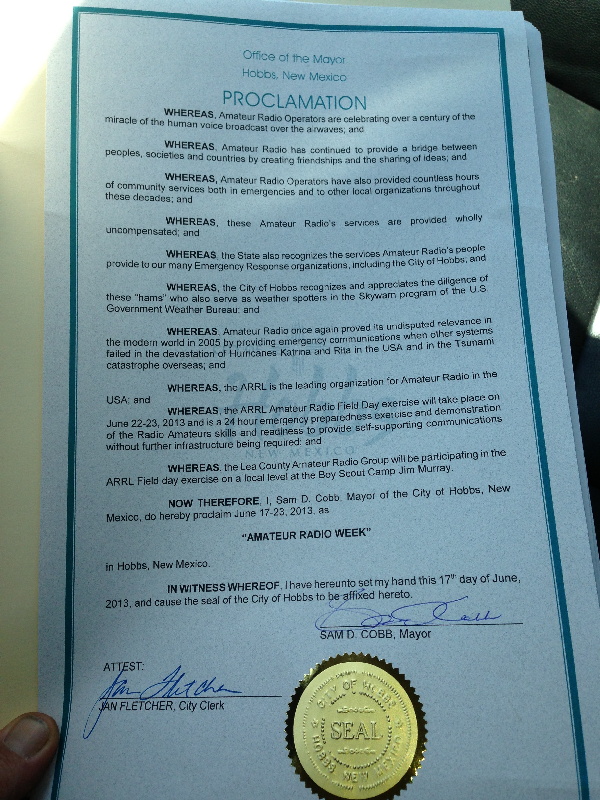 Office of the Mayor
Hobbs, New Mexico
PROCLAMATION
WHEREAS, Amateur Radio Operators are celebrating over a century of the
miracle of the human voice broadcast over the airwaves; and
WHEREAS, Amateur Radio has continued to provide a bridge between
peoples, societies and countries by creating friendships and the sharing of ideas; and
WHEREAS, Amateur Radio Operators have also provided countless hours
of community services both in emergencies and to other local organizations throughout
these decades; and
WHEREAS, these Amateur Radio's services are provided wholly
uncompensated; and
WHEREAS, the State also recognizes the services Amateur Radio's people
provide to our many Emergency Response organizations, including the City of Hobbs; and
WHEREAS, the City of Hobbs recognizes and appreciates the diligence of
these "hams" who also serve as weather spotters in the Skywarn program of the U.S.
Government Weather Bureau: and
WHEREAS, Amateur Radio once again proved its undisputed relevance in
the modern world in 2005 by providing emergency communications when other systems
failed in the devastation of Hurricanes Katrina and Rita in the USA and in the Tsunami
catastrophe overseas; and
WHEREAS, the ARRL is the leading organization for Amateur Radio in the
USA; and
WHEREAS, the ARRL Amateur Radio Field Day exercise will take place on
June 22-23, 2013 and is a 24 hour emergency preparedness exercise and demonstration
of the Radio Amateurs skills and readiness to provide self-supporting communications
without further infrastructure being required: and
NEW MEXICO
WHEREAS, the Lea County Amateur Radio Group will be participating in the
ARRL Field day exercise on a local level at the Boy Scout Camp Jim Murray.
NOW THEREFORE, I, Sam D. Cobb, Mayor of the City of Hobbs, New
Mexico, do hereby proclaim June 17-23, 2013, as
"AMATEUR RADIO WEEK"
in Hobbs, New Mexico.
IN WITNESS WHEREOF, I have hereunto set my hand this 17th day of June,
2013, and cause the seal of the City of Hobbs to be affixed hereto.
SAM D. COBB, Mayor
ATTEST:
Jan Fletcher
JAN FLETCHER, City Clerk
CITY OF HOBBS
SEAL
HOBBS NEW MEXICO